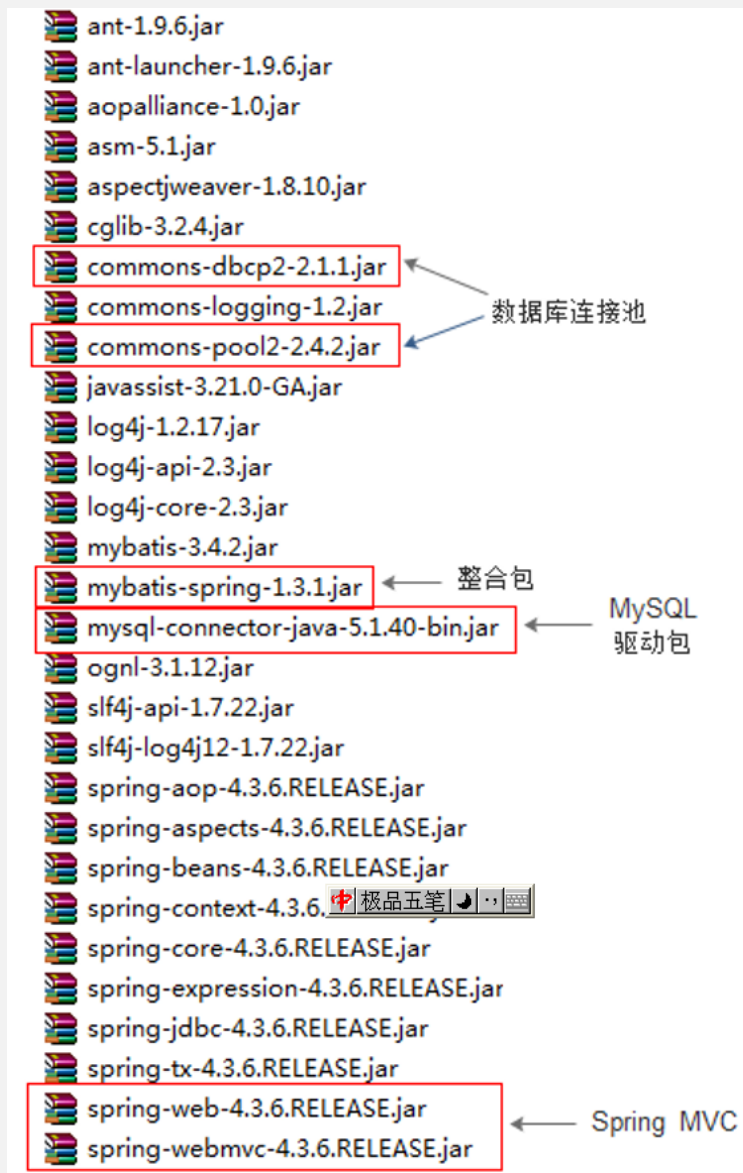 ant-1.9.6.jar
ant-launcher-1.9.6.jar
aopalliance-1.0.jar
asm-5.1.jar
aspectjweaver-1.8.10.jar
cglib-3.2.4.jar
commons-dbcp2-2.1.1.jar
commons-logging-1.2.jar
数据库连接池
commons-pool2-2.4.2.jar
javassist-3.21.0-GA.jar
log4j-1.2.17.jar
log4j-api-2.3.jar
log4j-core-2.3.jar
mybatis-3.4.2.jar
mybatis-spring-1.3.1.jar
整合包
mysql-connector-java-5.1.40-bin.jar
MySQL
驱动包
ognl-3.1.12.jar
slf4j-api-1.7.22.jar
slf4j-log4j12-1.7.22.jar
spring-aop-4.3.6.RELEASE.jar
spring-aspects-4.3.6.RELEASE.jar
spring-beans-4.3.6.RELEASE.jar
spring-context-4.3.6.
中 极品五笔
spring-core-4.3.6.RELEASE.jar
spring-expression-4.3.6.RELEASE.jar
spring-jdbc-4.3.6.RELEASE.jar
spring-tx-4.3.6.RELEASE.jar
spring-web-4.3.6.RELEASE.jar
Spring MVC
spring-webmvc-4.3.6.RELEASE.jar